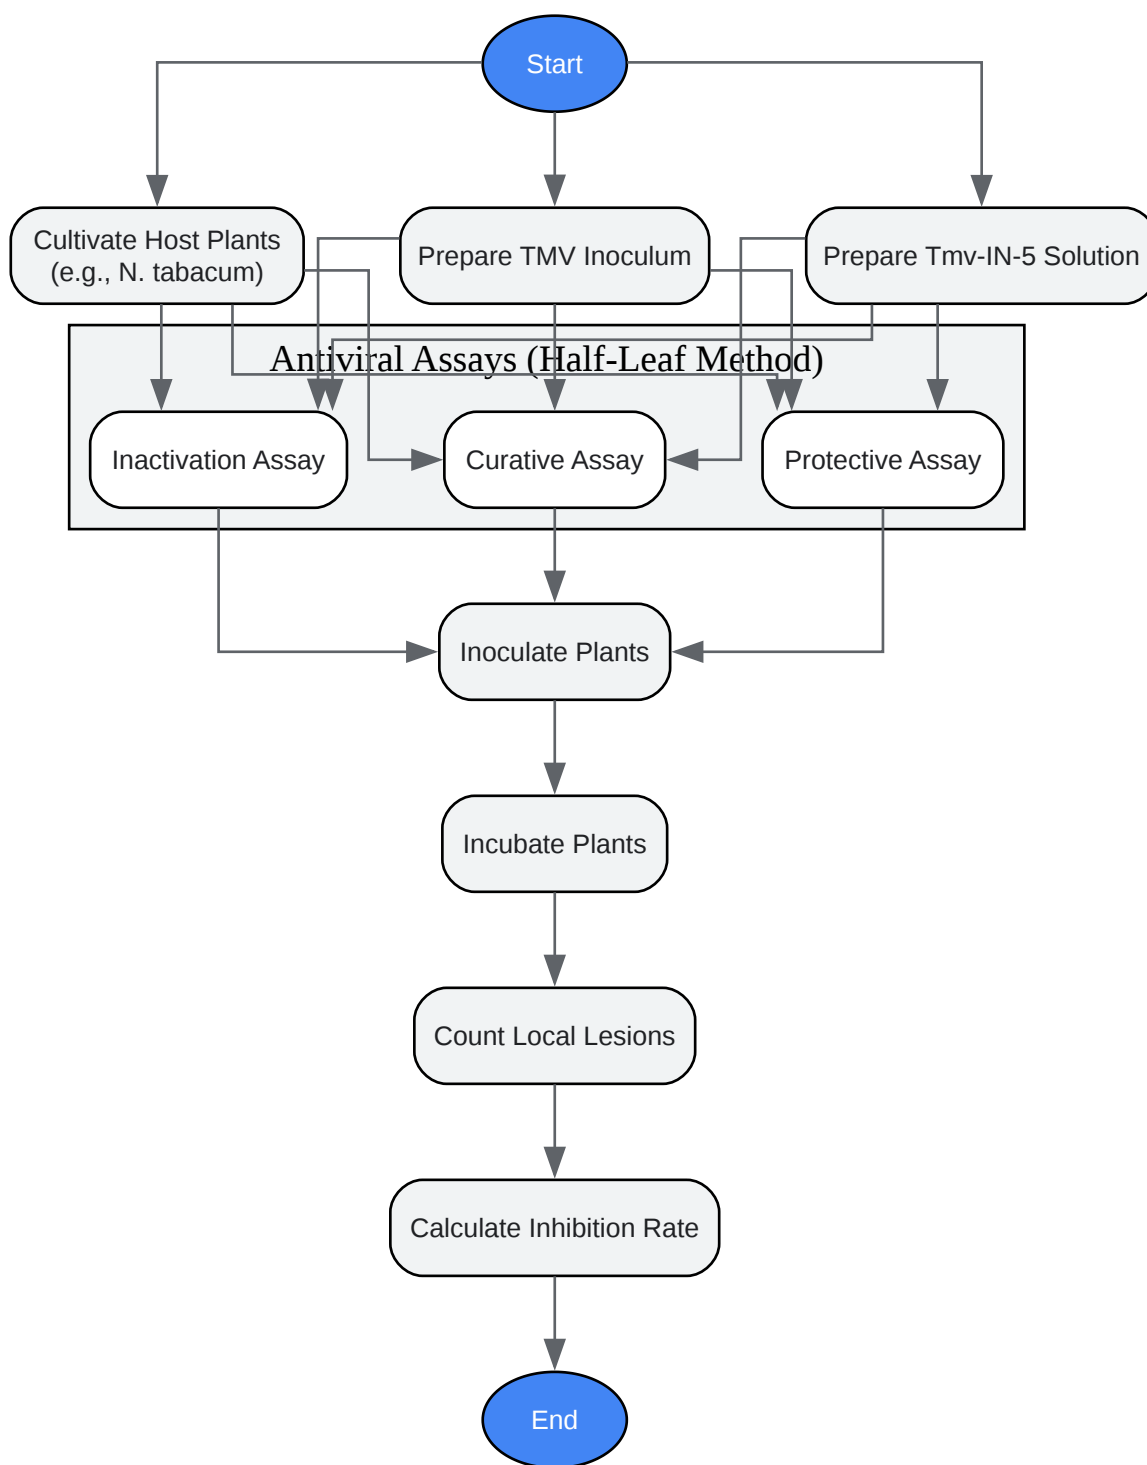 Start
Cultivate Host Plants
(e.g., N. tabacum)
Prepare TMV Inoculum
Prepare Tmv-IN-5 Solution
Antiviral Assays (Half-Leaf Method)
Inactivation Assay
Curative Assay
Protective Assay
Inoculate Plants
Incubate Plants
Count Local Lesions
Calculate Inhibition Rate
End